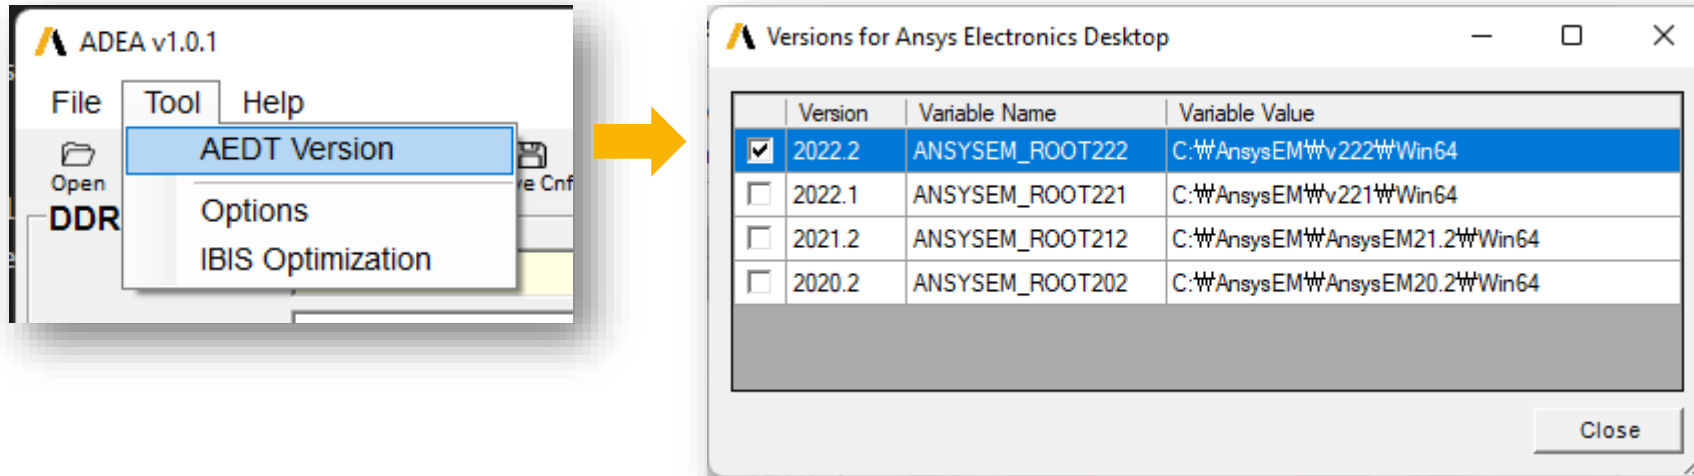 ADEA v1.0.1
File Tool Help
AEDT Version
Options
IBIS Optimization
Open
ve Cnf
DDR
Versions for Ansys Electronics Desktop
Version Variable Name Variable Value
2022.2 ANSYSEM_ROOT222 C:₩AnsysEM₩v222₩Win64
2022.1 ANSYSEM_ROOT221 C:₩AnsysEM₩v221₩Win64
2021.2 ANSYSEM_ROOT212 C:₩AnsysEM₩AnsysEM21.2₩Win64
2020.2 ANSYSEM_ROOT202 C:₩AnsysEM₩AnsysEM20.2₩Win64
Close